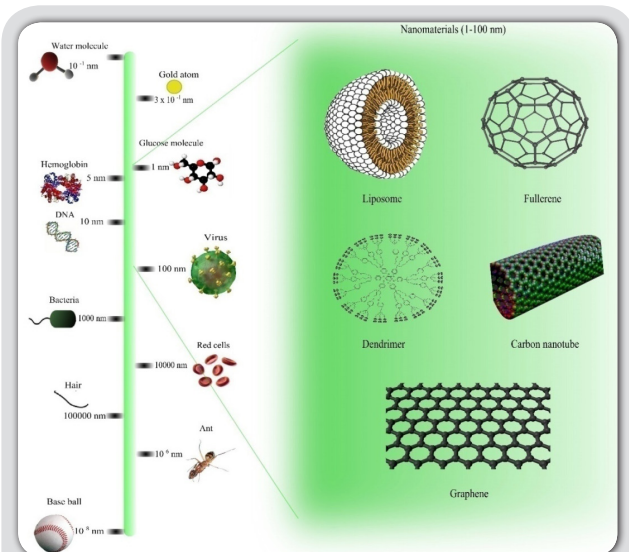 Nanomaterials (1-100 nm)
Water molecule
10⁻¹ nm
Gold atom
3 x 10⁻¹ nm
Glucose molecule
1 nm
Hemoglobin
5 nm
DNA
10 nm
Virus
100 nm
Bacteria
1000 nm
Red cells
10000 nm
Hair
100000 nm
Ant
10⁶ nm
Base ball
10⁸ nm
Liposome
Fullerene
Dendrimer
Carbon nanotube
Graphene